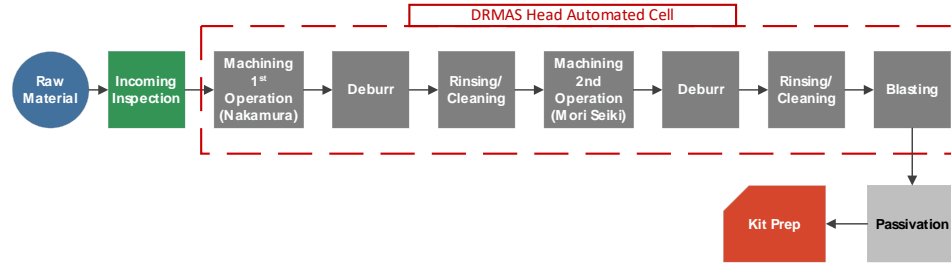 DRMAS Head Automated Cell
Raw
Material
Incoming
Inspection
Machining
1st
Operation
(Nakamura)
Deburr
Rinsing/
Cleaning
Machining
2nd
Operation
(Mori Seiki)
Deburr
Rinsing/
Cleaning
Blasting
Kit Prep
Passivation